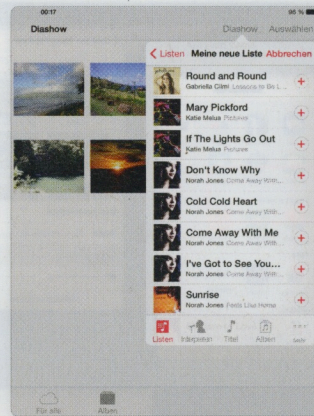 00:17
95 %
Diashow
Diashow Auswählen
Listen Meine neue Liste Abbrechen
Round and Round
Gabriella Cilmi Lessons to Be L...
Mary Pickford
Katie Melua Pictures
If The Lights Go Out
Katie Melua Pictures
Don't Know Why
Norah Jones Come Away With...
Cold Cold Heart
Norah Jones Come Away With...
Come Away With Me
Norah Jones Come Away With...
I've Got to See You...
Norah Jones Come Away With...
Sunrise
Norah Jones Feels Like Home
Listen Interpreten Titel Alben Mehr
Für alle Alben